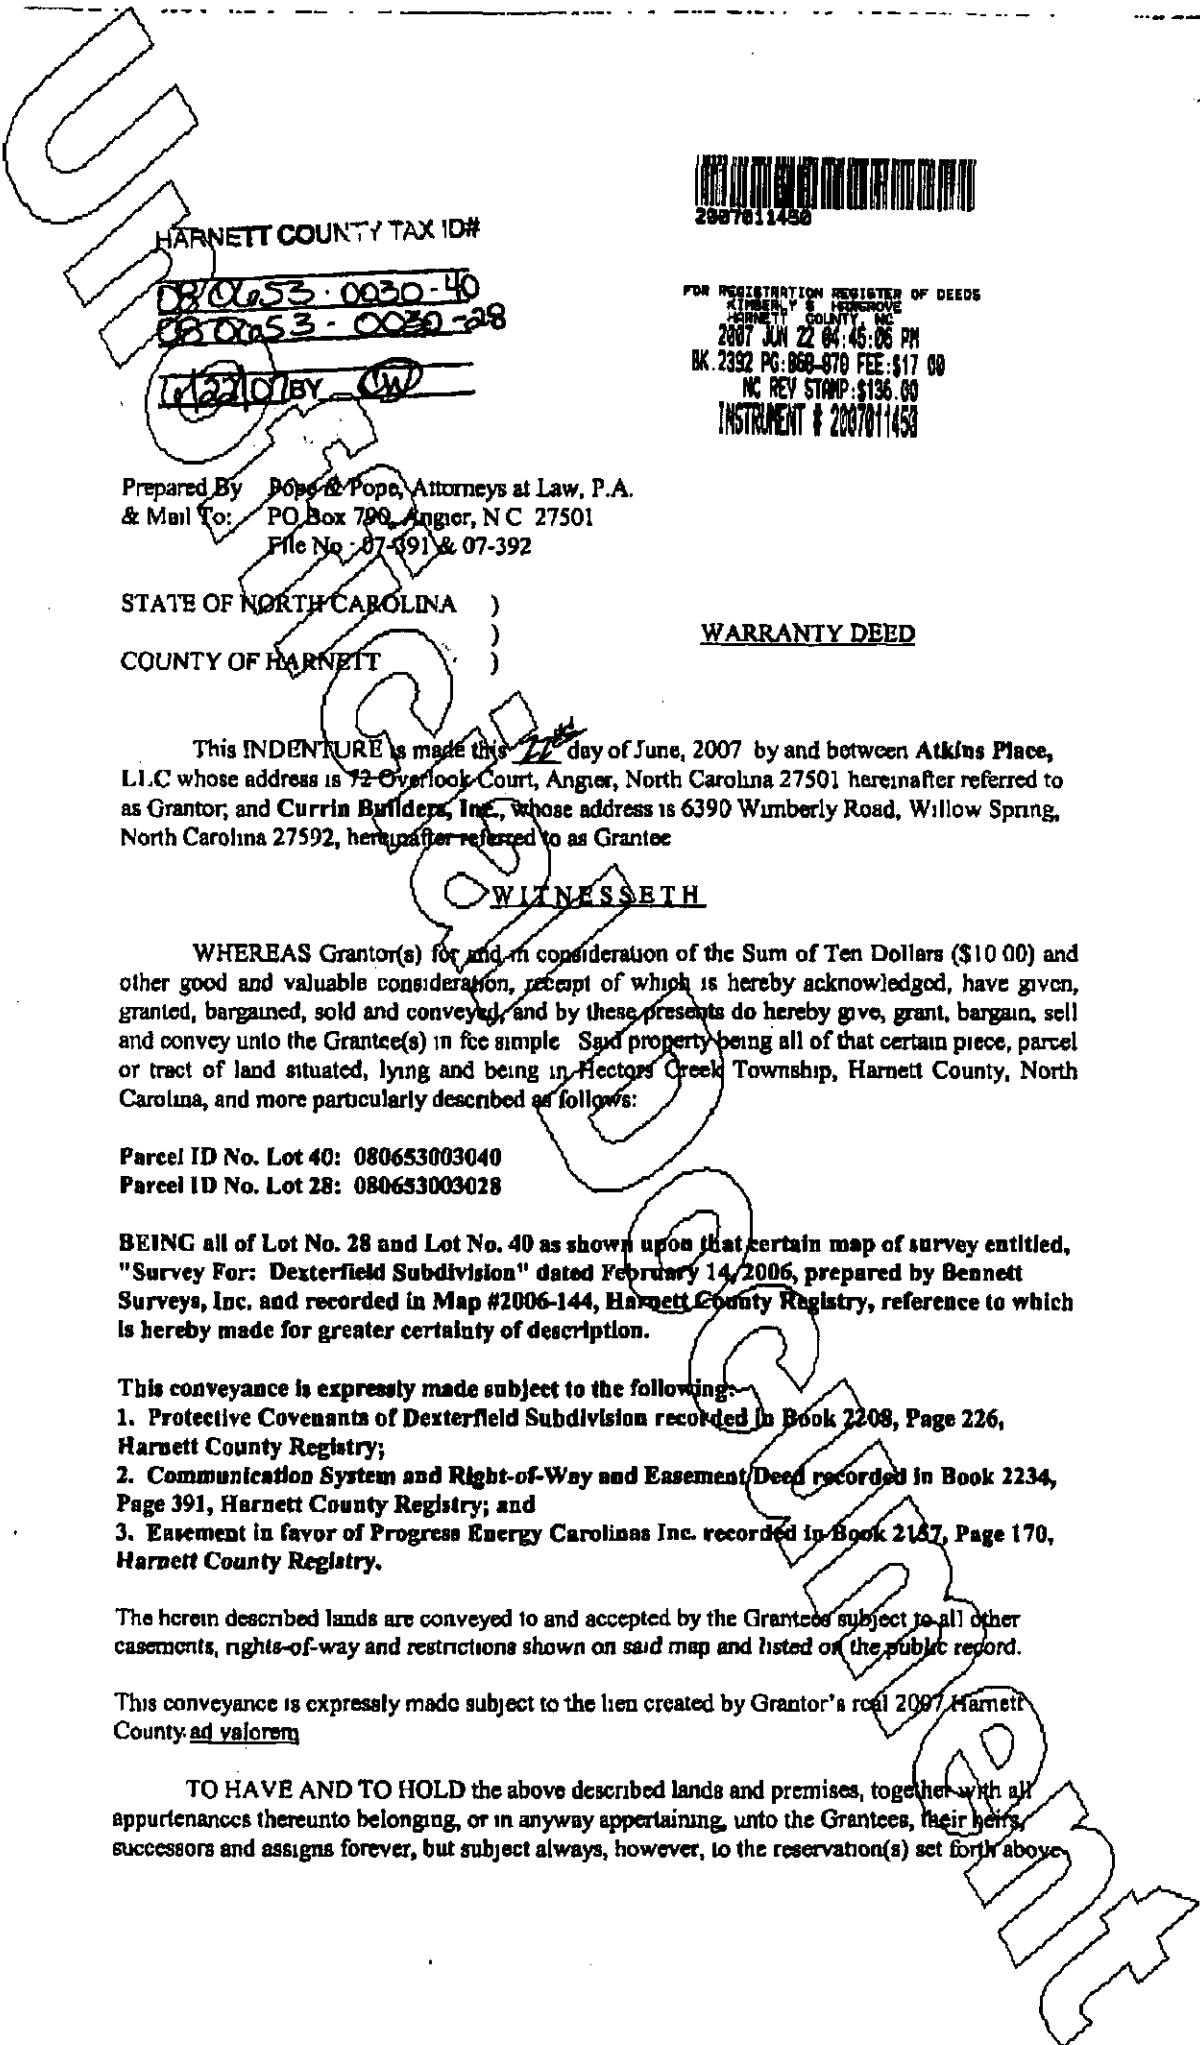 2007011450
HARNETT COUNTY TAX ID#
080653-0030-40
080653-0030-28
6/22/07 BY CW
FOR REGISTRATION REGISTER OF DEEDS
KIMBERLY S HARGROVE
HARNETT COUNTY, NC
2007 JUN 22 04:45:06 PM
BK:2392 PG:868-870 FEE:$17 00
NC REV STAMP:$136.00
INSTRUMENT # 2007011450
Prepared By Pope & Pope, Attorneys at Law, P.A.
& Mail To: PO Box 790, Angier, N C 27501
File No : 07-391 & 07-392
STATE OF NORTH CAROLINA )
)
WARRANTY DEED
COUNTY OF HARNETT )
This INDENTURE is made this 22nd day of June, 2007 by and between Atkins Place,
LLC whose address is 72 Overlook Court, Angier, North Carolina 27501 hereinafter referred to
as Grantor; and Currin Builders, Inc., whose address is 6390 Wimberly Road, Willow Spring,
North Carolina 27592, hereinafter referred to as Grantee
WITNESSETH
WHEREAS Grantor(s) for and in consideration of the Sum of Ten Dollars ($10 00) and
other good and valuable consideration, receipt of which is hereby acknowledged, have given,
granted, bargained, sold and conveyed, and by these presents do hereby give, grant, bargain, sell
and convey unto the Grantee(s) in fee simple Said property being all of that certain piece, parcel
or tract of land situated, lying and being in Hectors Creek Township, Harnett County, North
Carolina, and more particularly described as follows:
Parcel ID No. Lot 40: 080653003040
Parcel ID No. Lot 28: 080653003028
BEING all of Lot No. 28 and Lot No. 40 as shown upon that certain map of survey entitled,
"Survey For: Dexterfield Subdivision" dated February 14, 2006, prepared by Bennett
Surveys, Inc. and recorded in Map #2006-144, Harnett County Registry, reference to which
is hereby made for greater certainty of description.
This conveyance is expressly made subject to the following:
1. Protective Covenants of Dexterfield Subdivision recorded in Book 2208, Page 226,
Harnett County Registry;
2. Communication System and Right-of-Way and Easement Deed recorded in Book 2234,
Page 391, Harnett County Registry; and
3. Easement in favor of Progress Energy Carolinas Inc. recorded in Book 2157, Page 170,
Harnett County Registry.
The herein described lands are conveyed to and accepted by the Grantees subject to all other
easements, rights-of-way and restrictions shown on said map and listed on the public record.
This conveyance is expressly made subject to the lien created by Grantor's real 2007 Harnett
County ad valorem
TO HAVE AND TO HOLD the above described lands and premises, together with all
appurtenances thereunto belonging, or in anyway appertaining, unto the Grantees, their heirs,
successors and assigns forever, but subject always, however, to the reservation(s) set forth above
Unofficial Document